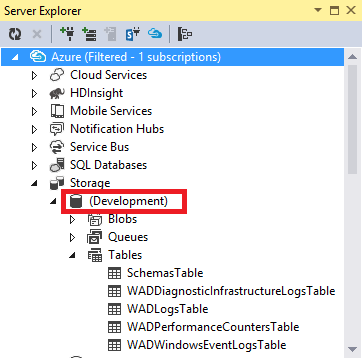 Server Explorer
Azure (Filtered - 1 subscriptions)
Cloud Services
HDInsight
Mobile Services
Notification Hubs
Service Bus
SQL Databases
Storage
(Development)
Blobs
Queues
Tables
SchemasTable
WADDiagnosticInfrastructureLogsTable
WADLogsTable
WADPerformanceCountersTable
WADWindowsEventLogsTable